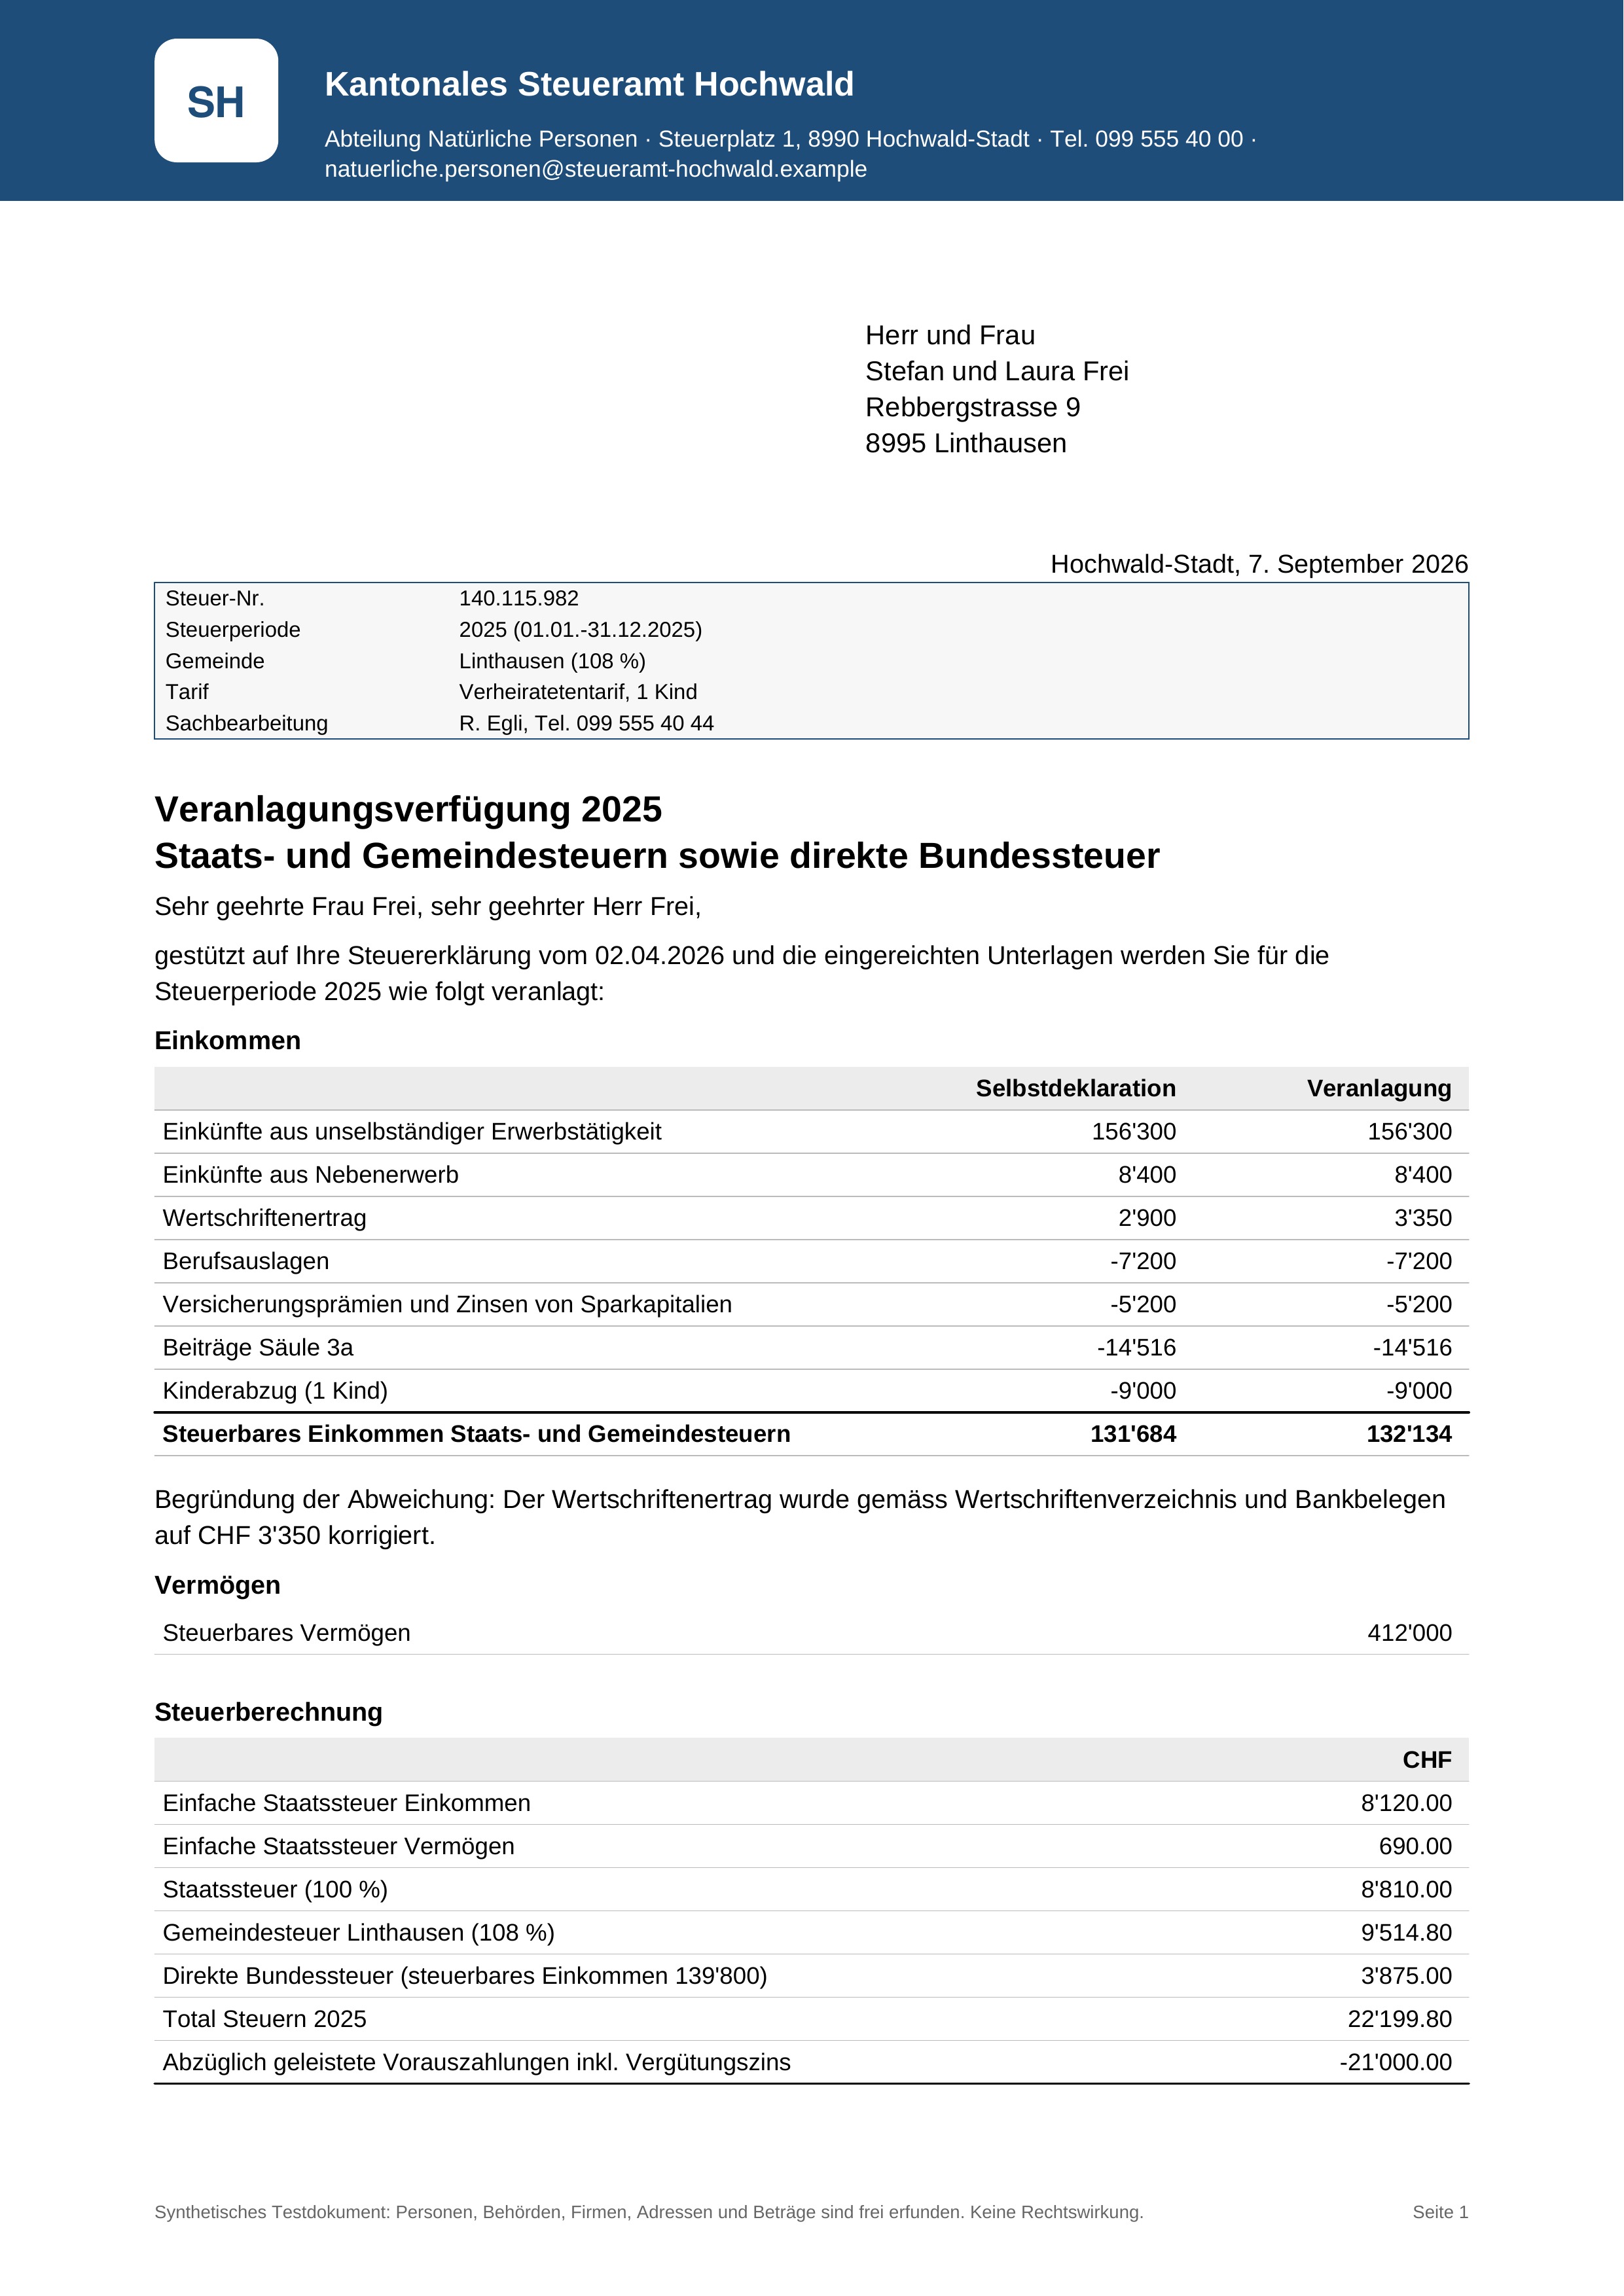 SH
Kantonales Steueramt Hochwald
Abteilung Natürliche Personen · Steuerplatz 1, 8990 Hochwald-Stadt · Tel. 099 555 40 00 ·
natuerliche.personen@steueramt-hochwald.example
Herr und Frau
Stefan und Laura Frei
Rebbergstrasse 9
8995 Linthausen
Hochwald-Stadt, 7. September 2026
Steuer-Nr. 140.115.982
Steuerperiode 2025 (01.01.-31.12.2025)
Gemeinde Linthausen (108 %)
Tarif Verheiratetentarif, 1 Kind
Sachbearbeitung R. Egli, Tel. 099 555 40 44
Veranlagungsverfügung 2025
Staats- und Gemeindesteuern sowie direkte Bundessteuer
Sehr geehrte Frau Frei, sehr geehrter Herr Frei,
gestützt auf Ihre Steuererklärung vom 02.04.2026 und die eingereichten Unterlagen werden Sie für die
Steuerperiode 2025 wie folgt veranlagt:
Einkommen
Selbstdeklaration Veranlagung
Einkünfte aus unselbständiger Erwerbstätigkeit 156'300 156'300
Einkünfte aus Nebenerwerb 8'400 8'400
Wertschriftenertrag 2'900 3'350
Berufsauslagen -7'200 -7'200
Versicherungsprämien und Zinsen von Sparkapitalien -5'200 -5'200
Beiträge Säule 3a -14'516 -14'516
Kinderabzug (1 Kind) -9'000 -9'000
Steuerbares Einkommen Staats- und Gemeindesteuern 131'684 132'134
Begründung der Abweichung: Der Wertschriftenertrag wurde gemäss Wertschriftenverzeichnis und Bankbelegen
auf CHF 3'350 korrigiert.
Vermögen
Steuerbares Vermögen 412'000
Steuerberechnung
CHF
Einfache Staatssteuer Einkommen 8'120.00
Einfache Staatssteuer Vermögen 690.00
Staatssteuer (100 %) 8'810.00
Gemeindesteuer Linthausen (108 %) 9'514.80
Direkte Bundessteuer (steuerbares Einkommen 139'800) 3'875.00
Total Steuern 2025 22'199.80
Abzüglich geleistete Vorauszahlungen inkl. Vergütungszins -21'000.00
Synthetisches Testdokument: Personen, Behörden, Firmen, Adressen und Beträge sind frei erfunden. Keine Rechtswirkung. Seite 1